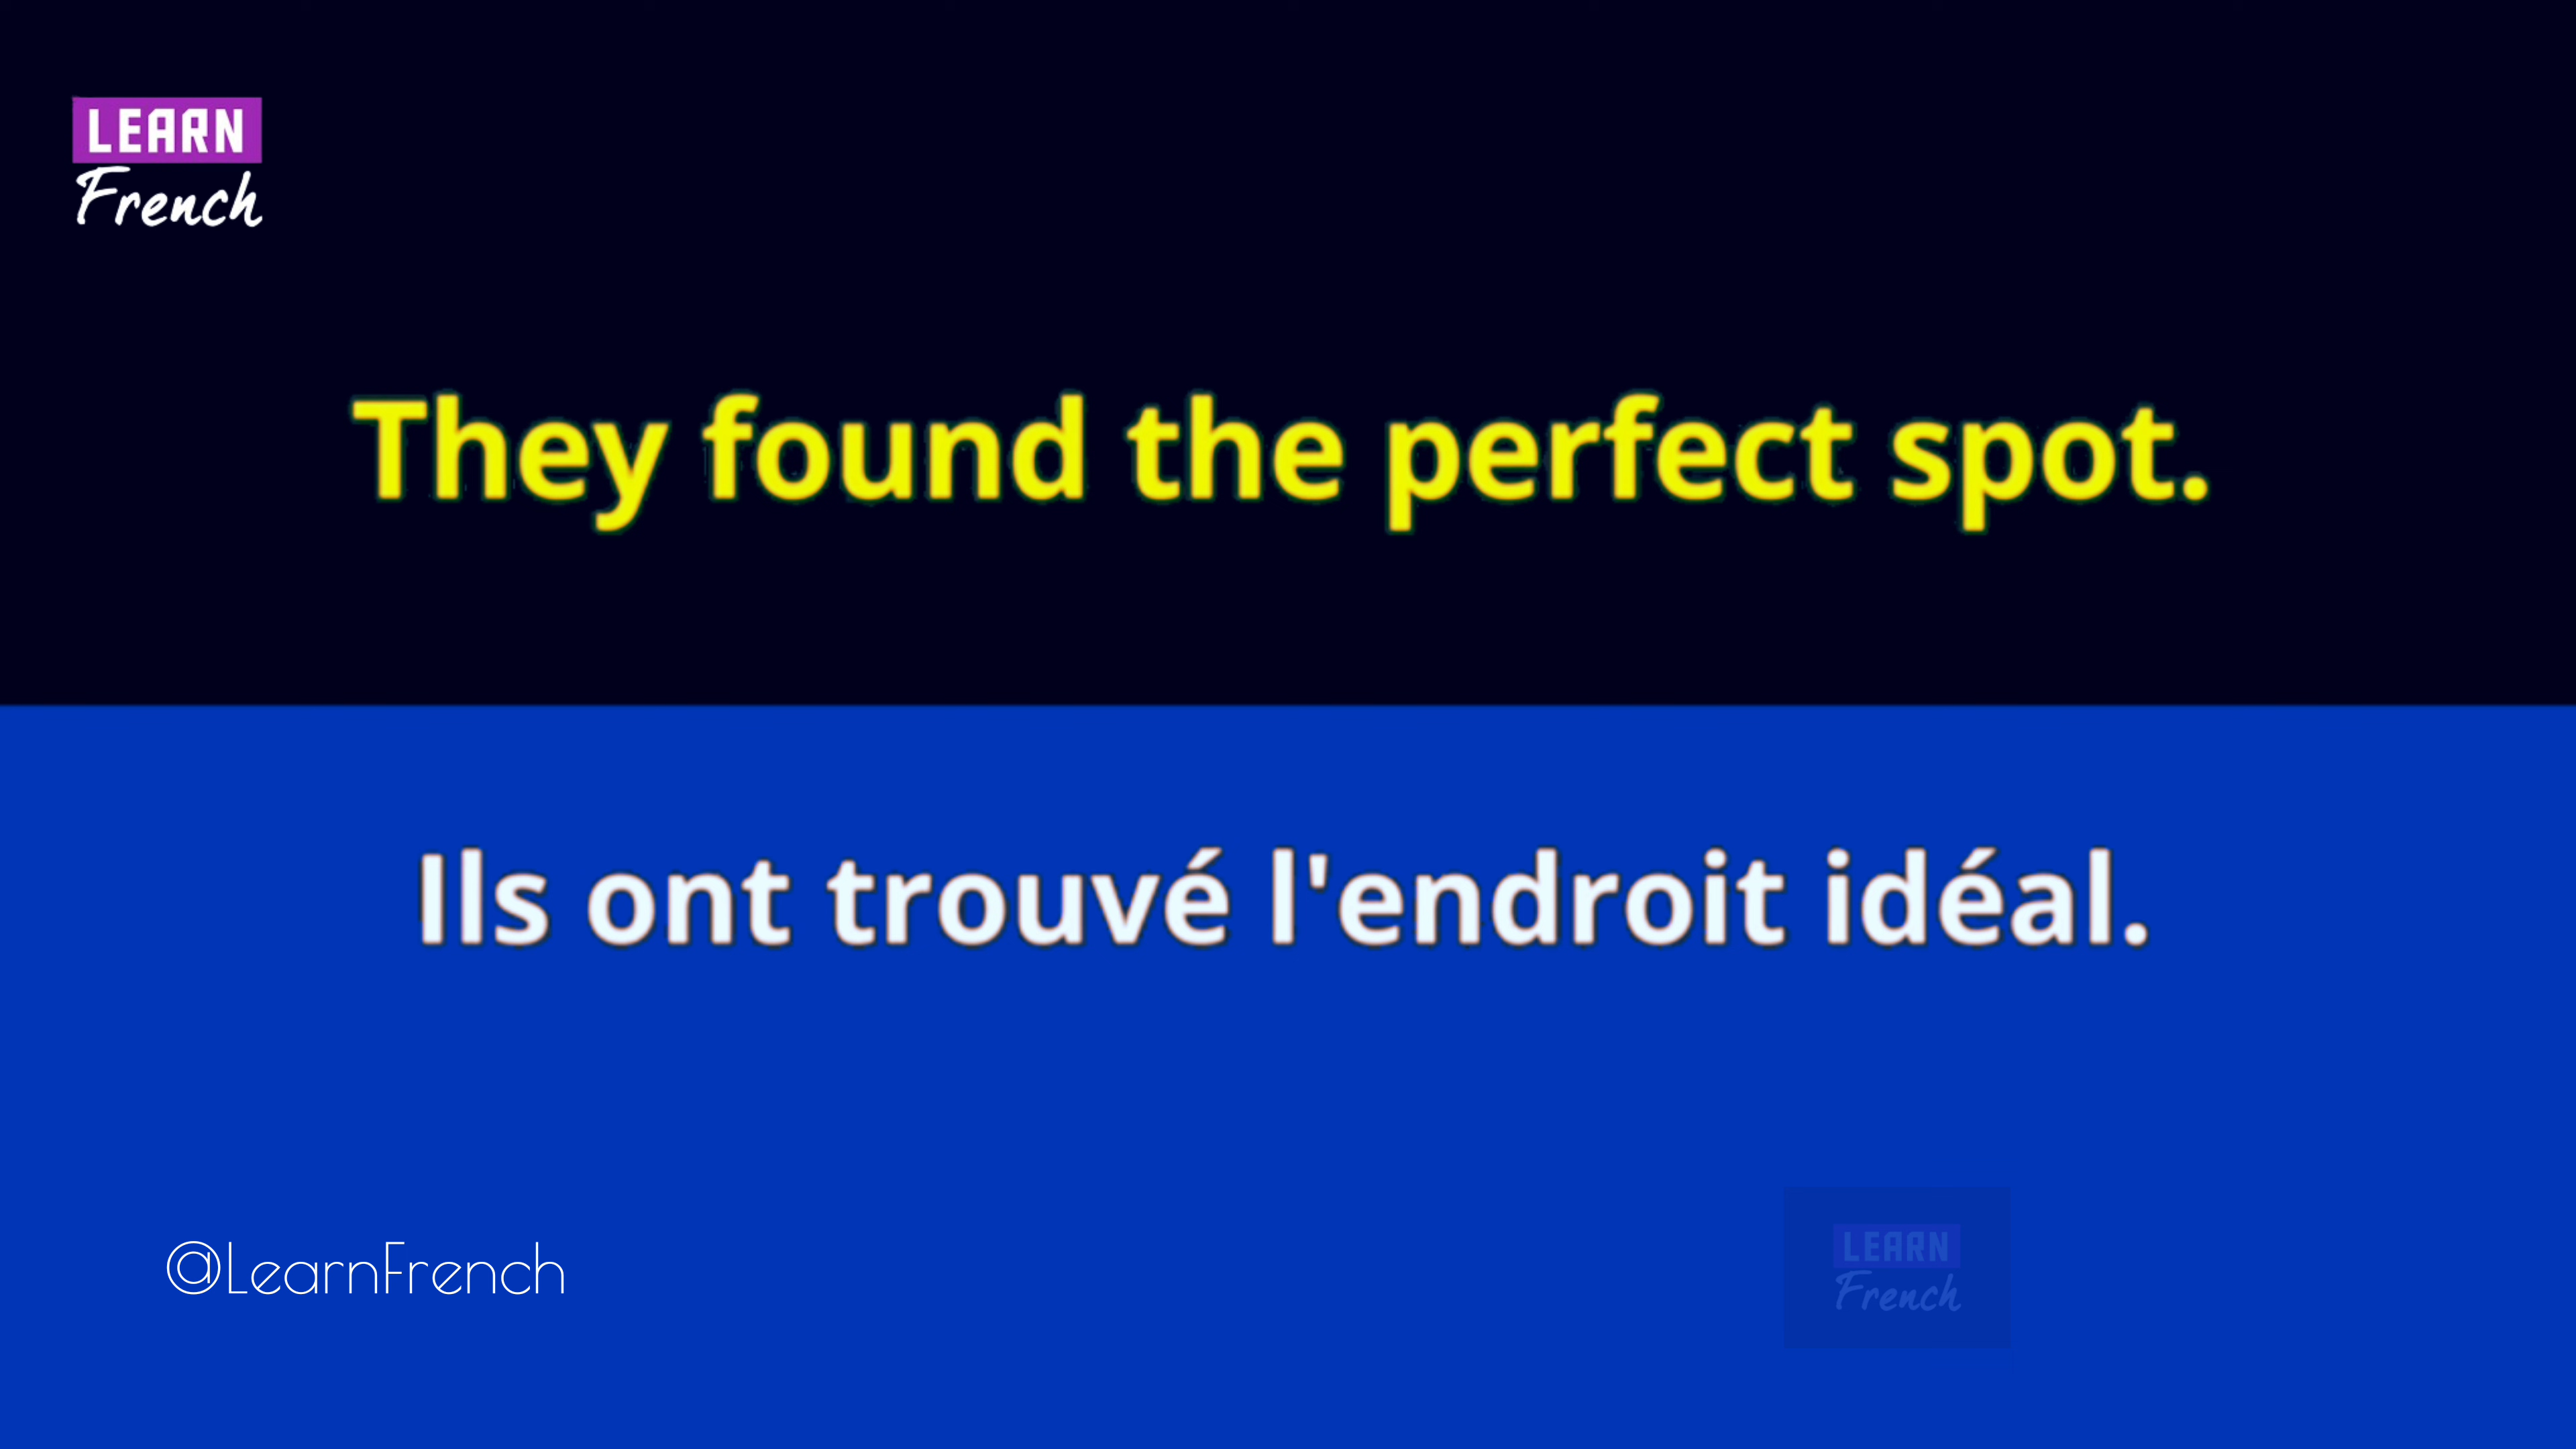 LEARN
French
They found the perfect spot.
Ils ont trouvé l'endroit idéal.
@LearnFrench
LEARN
French